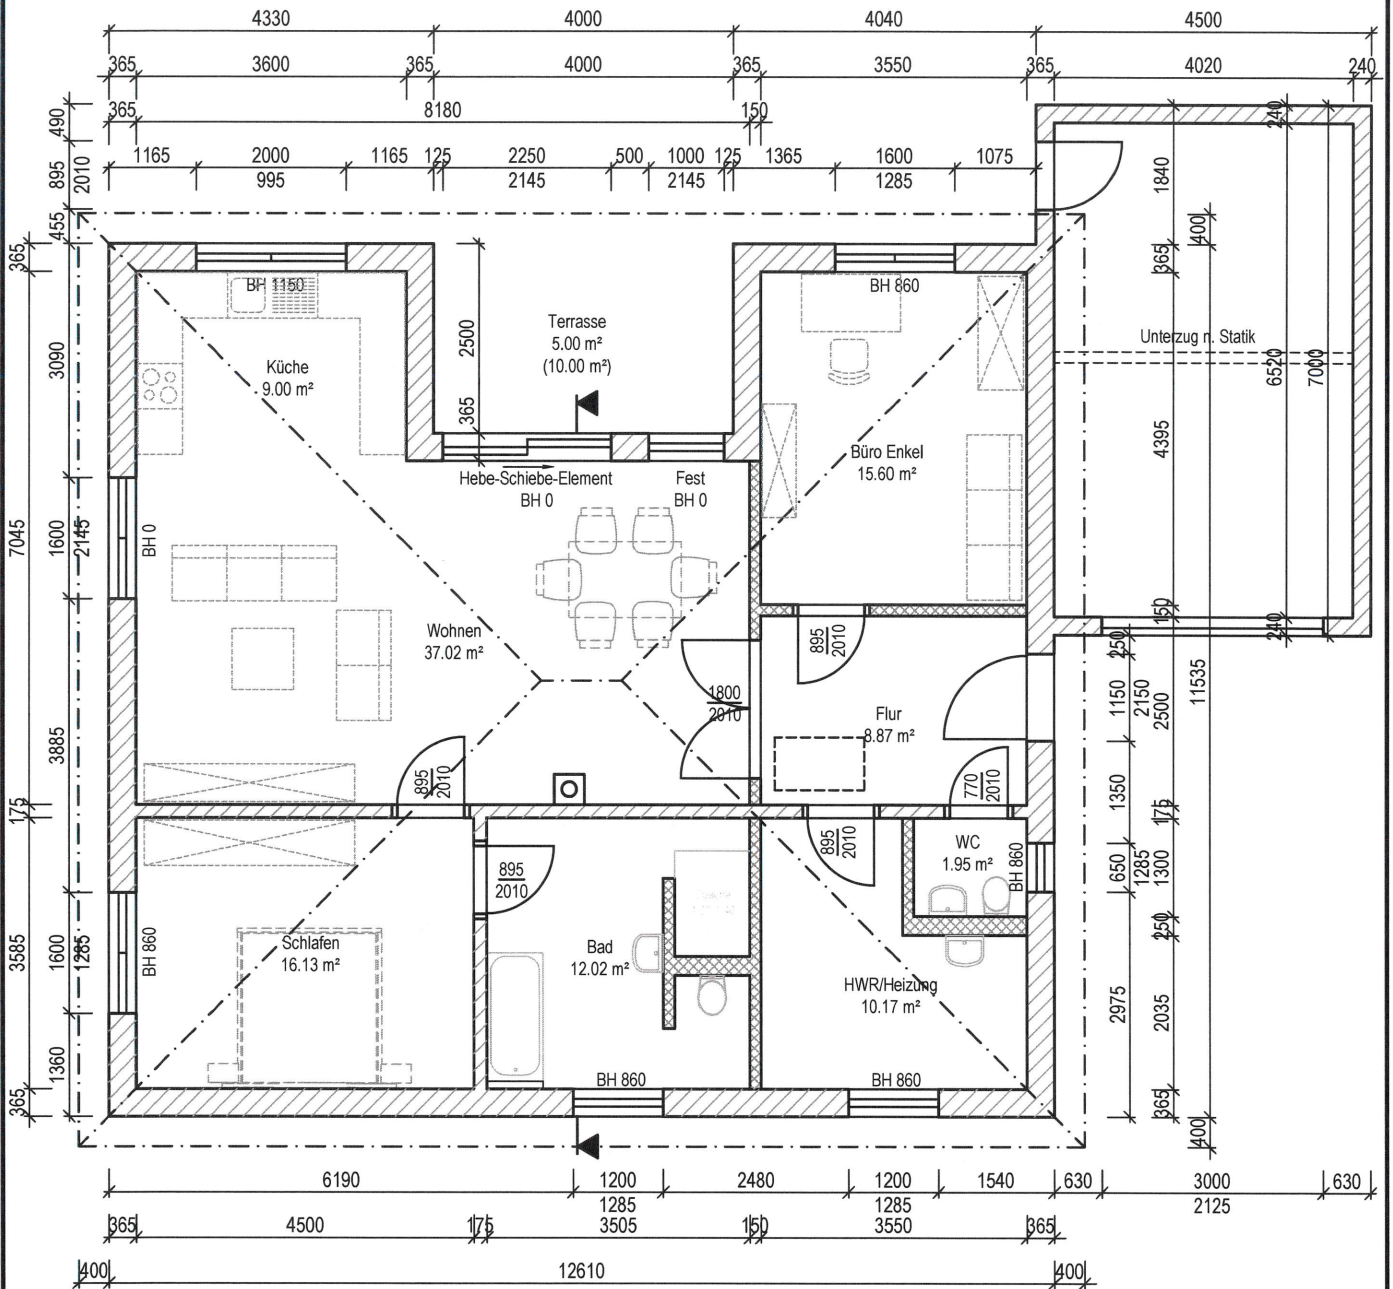 4330 4000 4040 4500
365 3600 365 4000 365 3550 365 4020 240
365 8180 150
1165 2000 1165 125 2250 500 1000 125 1365 1600 1075
995 2145 2145 1285
490
895
2010
455
365
3090
7045
1600
2145
3885
175
3585
1600
1285
1360
365
BH 1150
Küche
9.00 m²
2500
365
Terrasse
5.00 m²
(10.00 m²)
BH 860
Büro Enkel
15.60 m²
Unterzug n. Statik
240
1840
400
365
6520
7000
4395
Hebe-Schiebe-Element
BH 0
Fest
BH 0
BH 0
Wohnen
37.02 m²
895
2010
1800
2010
Flur
8.87 m²
150
240
250
1150
2150
2500
11535
895
2010
770
2010
1350
175
895
2010
895
2010
WC
1.95 m²
BH 860
650
1285
1300
250
BH 860
Schlafen
16.13 m²
Bad
12.02 m²
HWR/Heizung
10.17 m²
2975
2035
365
400
BH 860
BH 860
6190 1200 2480 1200 1540 630 3000 630
1285 1285 2125
365 4500 175 3505 150 3550 365
400 12610 400